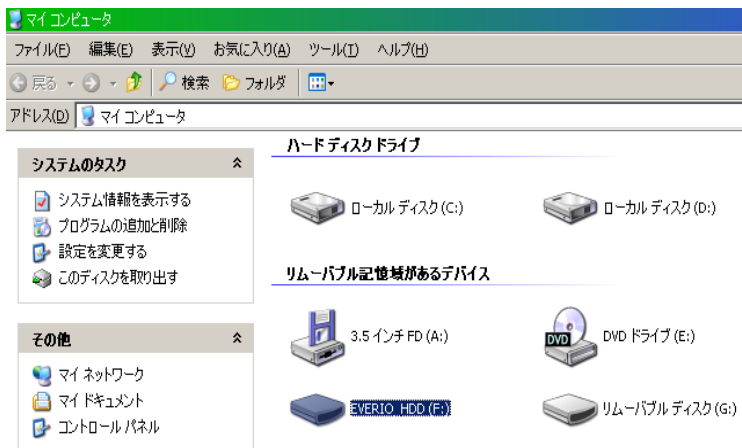 マイ コンピュータ
ファイル(F) 編集(E) 表示(V) お気に入り(A) ツール(T) ヘルプ(H)
戻る 検索 フォルダ
アドレス(D) マイ コンピュータ
システムのタスク
システム情報を表示する
プログラムの追加と削除
設定を変更する
このディスクを取り出す
その他
マイ ネットワーク
マイ ドキュメント
コントロール パネル
ハード ディスク ドライブ
ローカル ディスク (C:) ローカル ディスク (D:)
リムーバブル記憶域があるデバイス
3.5 インチ FD (A:) DVD ドライブ (E:)
DVD
EVERIO_HDD (F:) リムーバブル ディスク (G:)